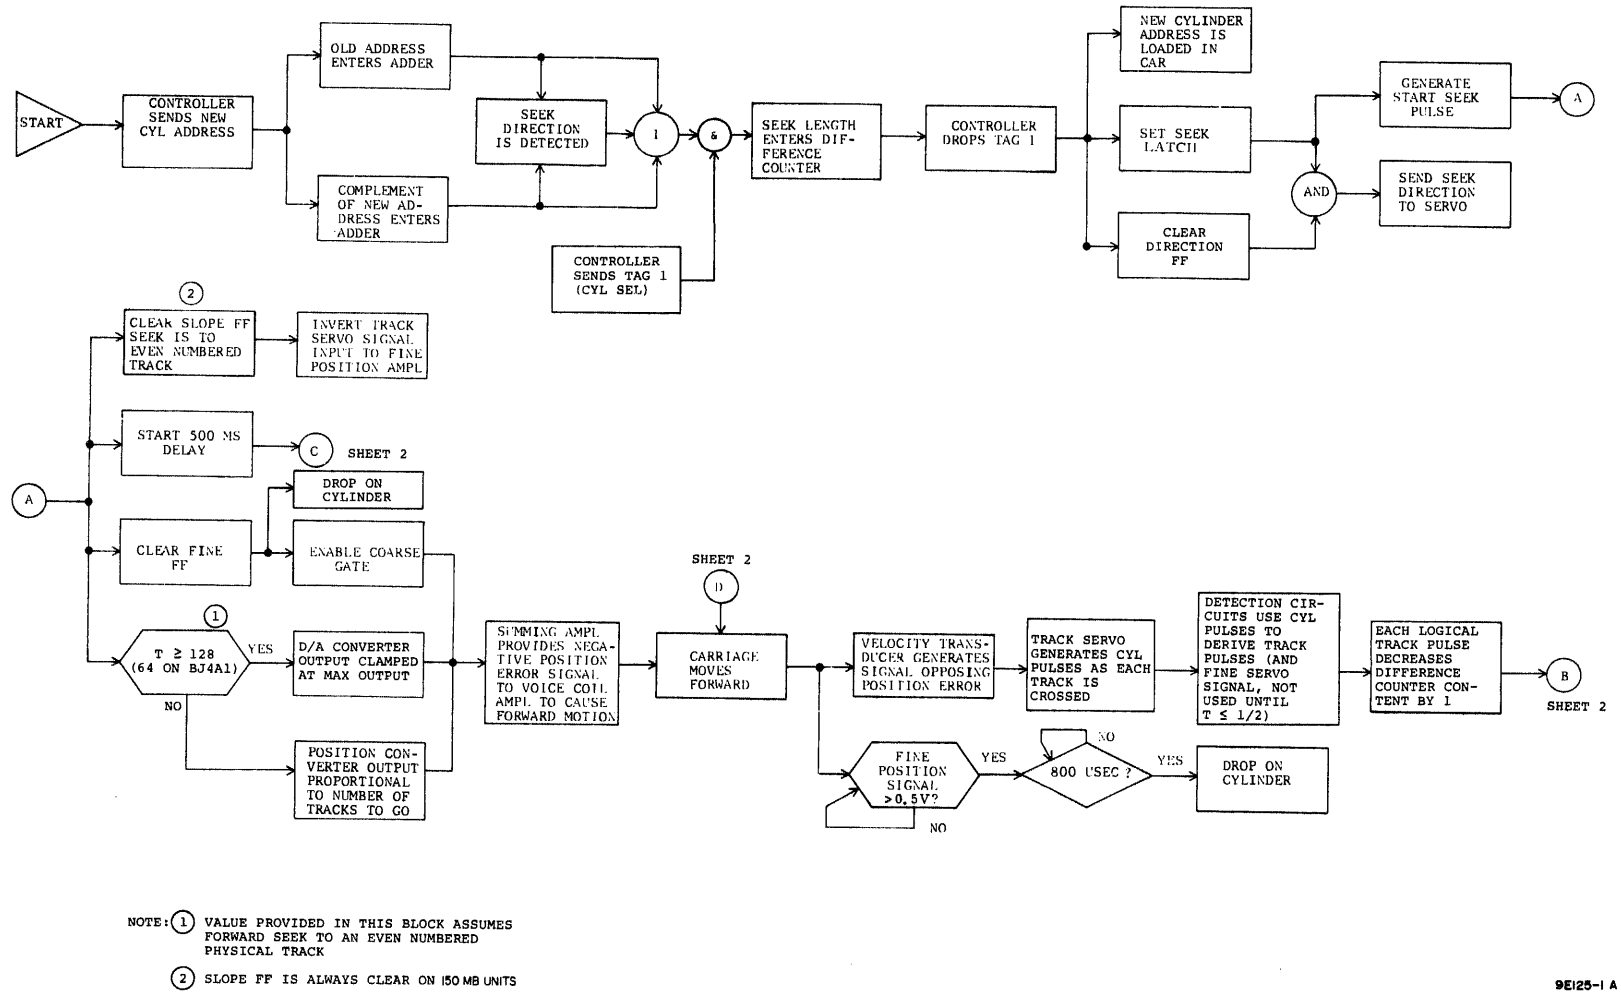 START
CONTROLLER
SENDS NEW
CYL ADDRESS
OLD ADDRESS
ENTERS ADDER
COMPLEMENT
OF NEW AD-
DRESS ENTERS
ADDER
SEEK
DIRECTION
IS DETECTED
1
&
CONTROLLER
SENDS TAG 1
(CYL SEL)
SEEK LENGTH
ENTERS DIF-
FERENCE
COUNTER
CONTROLLER
DROPS TAG 1
NEW CYLINDER
ADDRESS IS
LOADED IN
CAR
SET SEEK
LATCH
CLEAR
DIRECTION
FF
AND
GENERATE
START SEEK
PULSE
A
SEND SEEK
DIRECTION
TO SERVO
2
CLEAR SLOPE FF
SEEK IS TO
EVEN NUMBERED
TRACK
INVERT TRACK
SERVO SIGNAL
INPUT TO FINE
POSITION AMPL
START 500 MS
DELAY
C
SHEET 2
A
DROP ON
CYLINDER
CLEAR FINE
FF
ENABLE COARSE
GATE
1
T ≥ 128
(64 ON BJ4A1)
YES
NO
D/A CONVERTER
OUTPUT CLAMPED
AT MAX OUTPUT
POSITION CON-
VERTER OUTPUT
PROPORTIONAL
TO NUMBER OF
TRACKS TO GO
SUMMING AMPL
PROVIDES NEGA-
TIVE POSITION
ERROR SIGNAL
TO VOICE COIL
AMPL TO CAUSE
FORWARD MOTION
SHEET 2
D
CARRIAGE
MOVES
FORWARD
VELOCITY TRANS-
DUCER GENERATES
SIGNAL OPPOSING
POSITION ERROR
TRACK SERVO
GENERATES CYL
PULSES AS EACH
TRACK IS
CROSSED
DETECTION CIR-
CUITS USE CYL
PULSES TO
DERIVE TRACK
PULSES (AND
FINE SERVO
SIGNAL, NOT
USED UNTIL
T ≤ 1/2)
EACH LOGICAL
TRACK PULSE
DECREASES
DIFFERENCE
COUNTER CON-
TENT BY 1
B
SHEET 2
FINE
POSITION
SIGNAL
>0.5V?
YES
NO
800 USEC ?
NO
YES
DROP ON
CYLINDER
NOTE: 1 VALUE PROVIDED IN THIS BLOCK ASSUMES
FORWARD SEEK TO AN EVEN NUMBERED
PHYSICAL TRACK
2 SLOPE FF IS ALWAYS CLEAR ON 150 MB UNITS
9E125-1 A